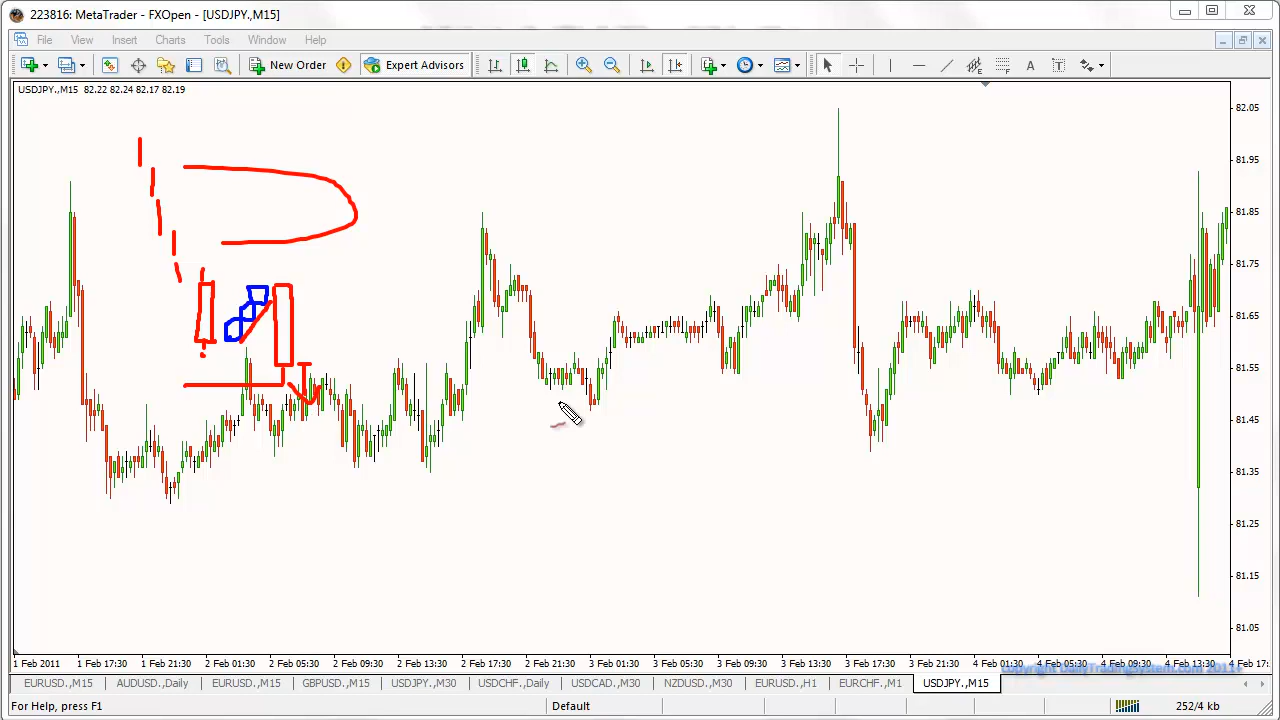 223816: MetaTrader - FXOpen - [USDJPY.,M15]
File View Insert Charts Tools Window Help
New Order Expert Advisors A T
USDJPY.,M15 82.22 82.24 82.17 82.19
82.05
81.95
81.85
81.75
81.65
81.55
81.45
81.35
81.25
81.15
81.05
1 Feb 2011 1 Feb 17:30 1 Feb 21:30 2 Feb 01:30 2 Feb 05:30 2 Feb 09:30 2 Feb 13:30 2 Feb 17:30 2 Feb 21:30 3 Feb 01:30 3 Feb 05:30 3 Feb 09:30 3 Feb 13:30 3 Feb 17:30 3 Feb 21:30 4 Feb 01:30 4 Feb 05:30 4 Feb 09:30 4 Feb 13:30 4 Feb 17:30
copyright DailyTradingSystem.com 2011+
EURUSD.,M15 AUDUSD.,Daily EURUSD.,M15 GBPUSD.,M15 USDJPY.,M30 USDCHF.,Daily USDCAD.,M30 NZDUSD.,M30 EURUSD.,H1 EURCHF.,M1 USDJPY.,M15
For Help, press F1 Default 252/4 kb